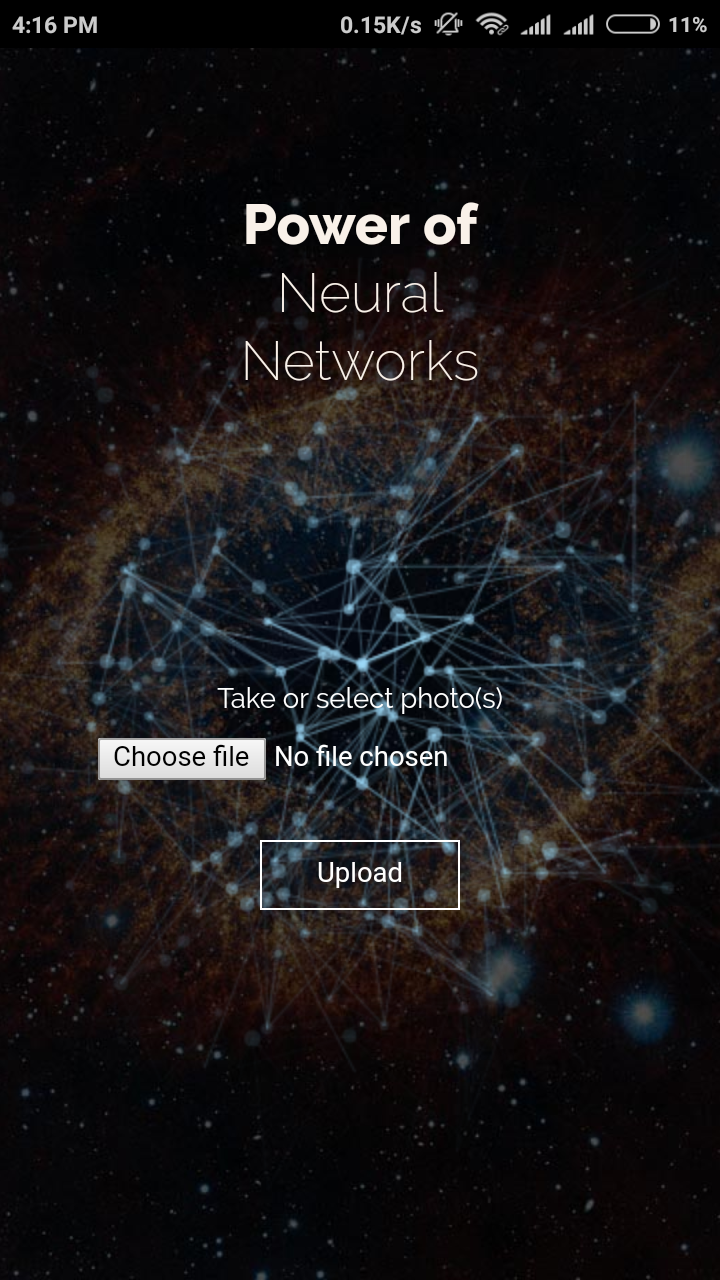 4:16 PM 0.15K/s 11%
Power of
Neural
Networks
Take or select photo(s)
Choose file No file chosen
Upload